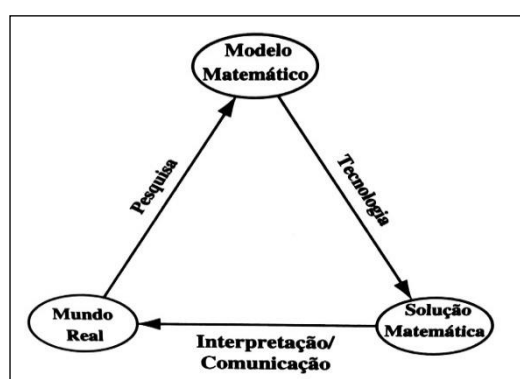 Modelo
Matemático
Pesquisa
Tecnologia
Mundo
Real
Solução
Matemática
Interpretação/
Comunicação